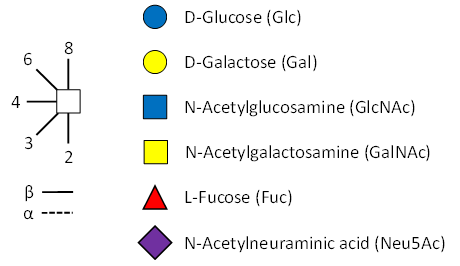 8
6
4
3
2
β
α
D-Glucose (Glc)
D-Galactose (Gal)
N-Acetylglucosamine (GlcNAc)
N-Acetylgalactosamine (GalNAc)
L-Fucose (Fuc)
N-Acetylneuraminic acid (Neu5Ac)